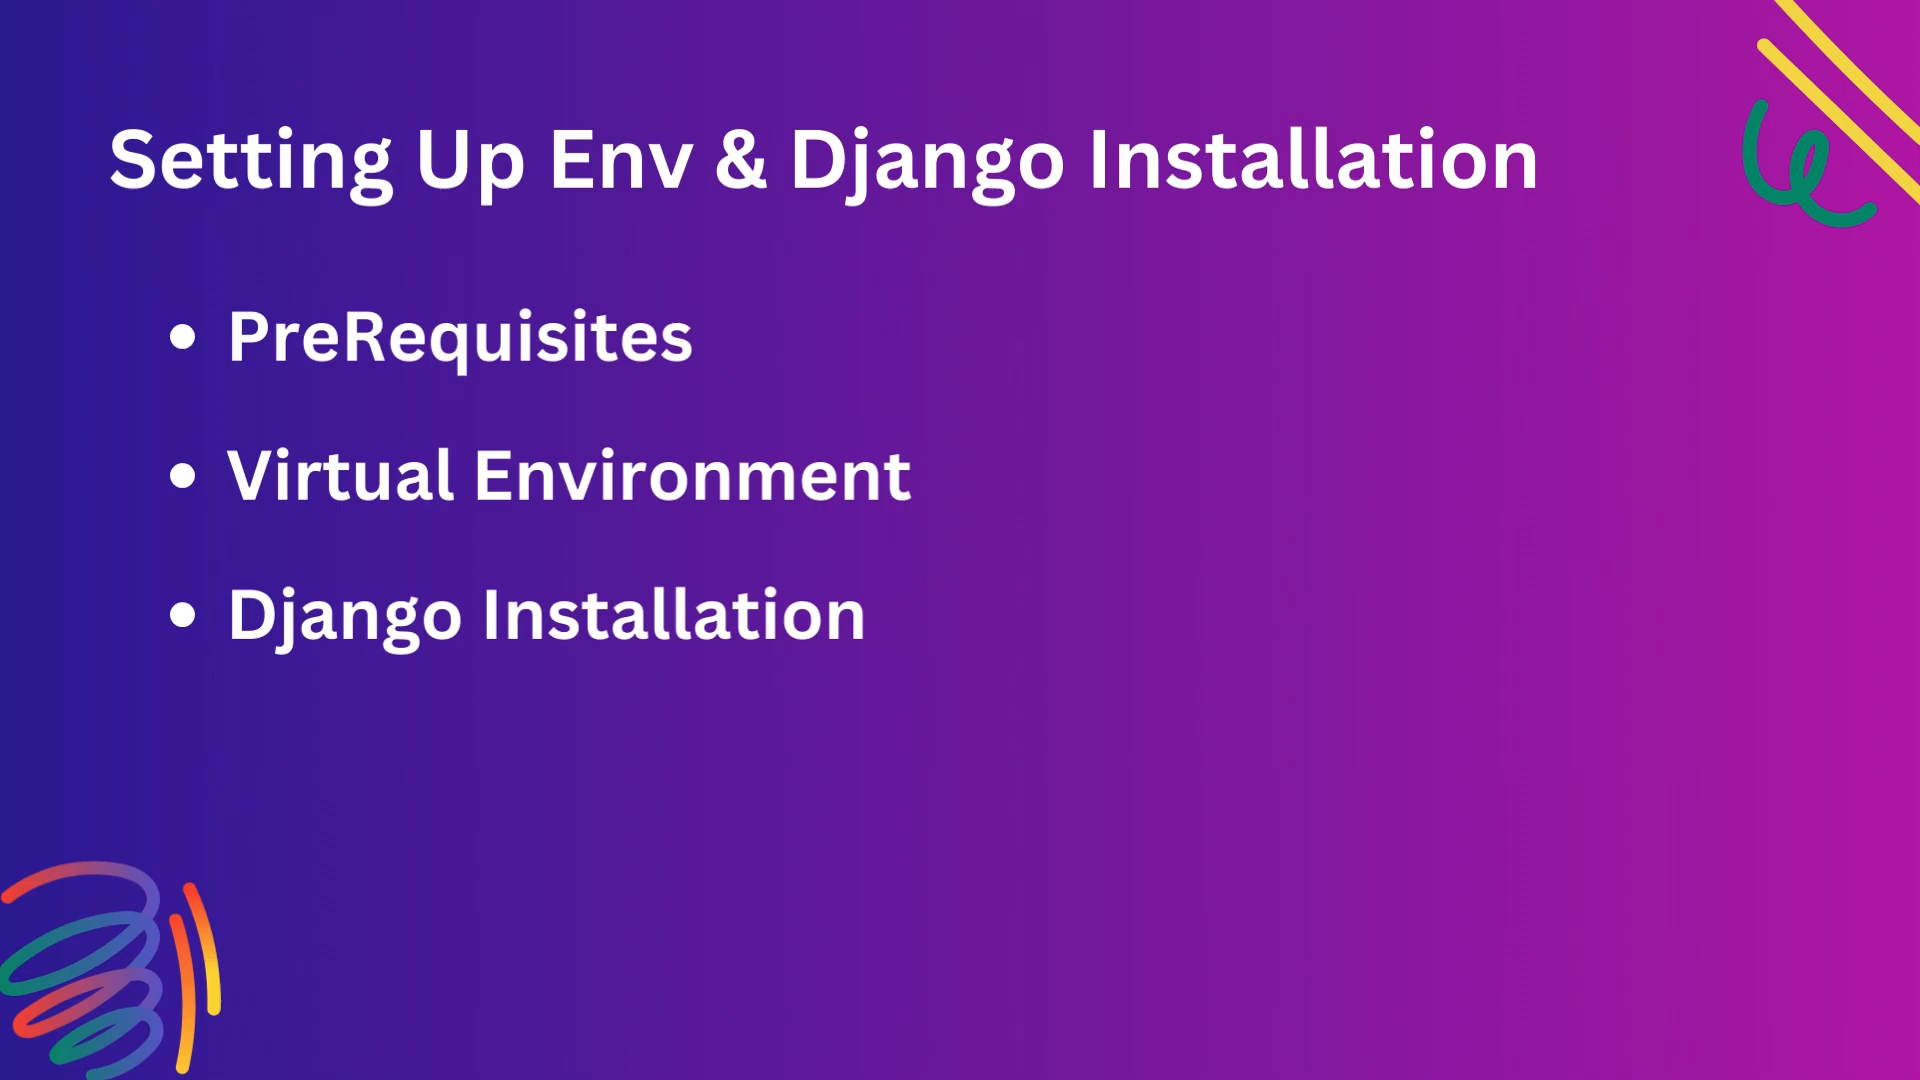 Setting Up Env & Django Installation
• PreRequisites
• Virtual Environment
• Django Installation